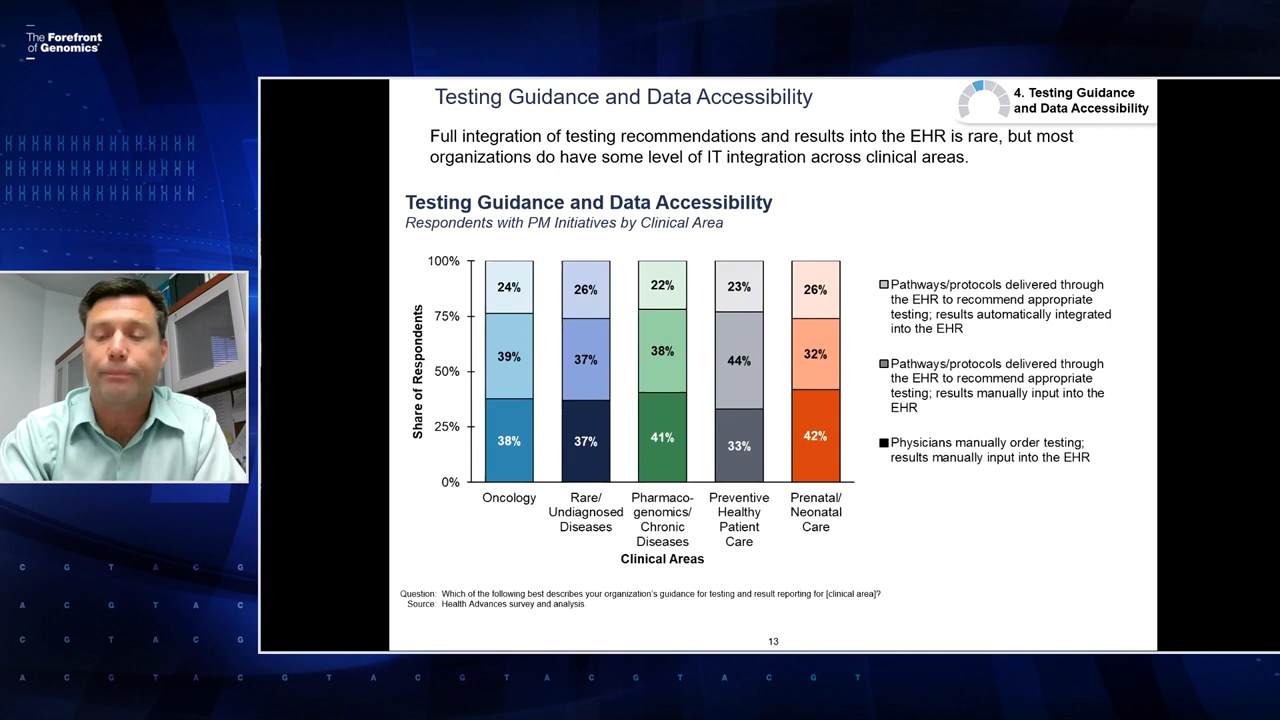 The Forefront
of Genomics®
Testing Guidance and Data Accessibility
4. Testing Guidance
and Data Accessibility
Full integration of testing recommendations and results into the EHR is rare, but most
organizations do have some level of IT integration across clinical areas.
Testing Guidance and Data Accessibility
Respondents with PM Initiatives by Clinical Area
Share of Respondents
100%
75%
50%
25%
0%
24%
39%
38%
26%
37%
37%
22%
38%
41%
23%
44%
33%
26%
32%
42%
Oncology
Rare/
Undiagnosed
Diseases
Pharmaco-
genomics/
Chronic
Diseases
Preventive
Healthy
Patient
Care
Prenatal/
Neonatal
Care
Clinical Areas
Pathways/protocols delivered through
the EHR to recommend appropriate
testing; results automatically integrated
into the EHR
Pathways/protocols delivered through
the EHR to recommend appropriate
testing; results manually input into the
EHR
Physicians manually order testing;
results manually input into the EHR
Question: Which of the following best describes your organization's guidance for testing and result reporting for [clinical area]?
Source: Health Advances survey and analysis
13
C G T A C G
A C G T A C
C G T A C G
A C G T A C G T A C G T A C G T A C G T